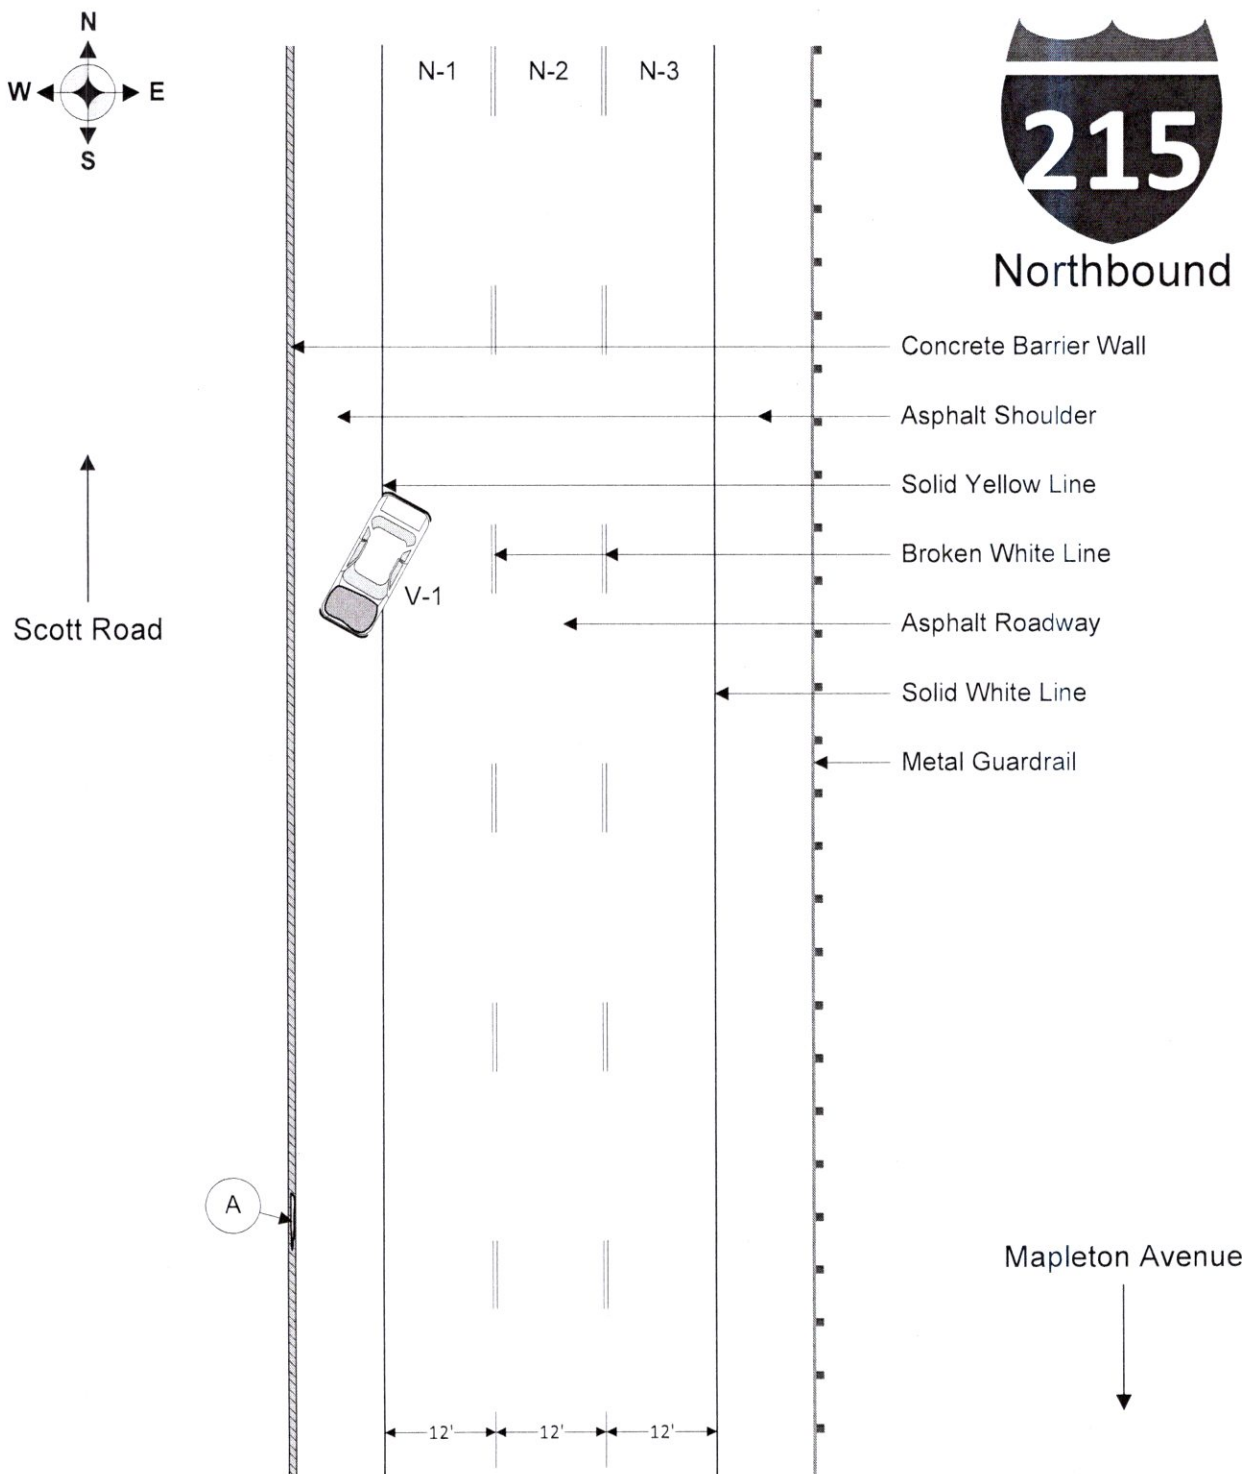 N
W E
S
N-1 N-2 N-3
215
Northbound
Concrete Barrier Wall
Asphalt Shoulder
Solid Yellow Line
Broken White Line
V-1
Asphalt Roadway
Scott Road
Solid White Line
Metal Guardrail
A
Mapleton Avenue
12' 12' 12'